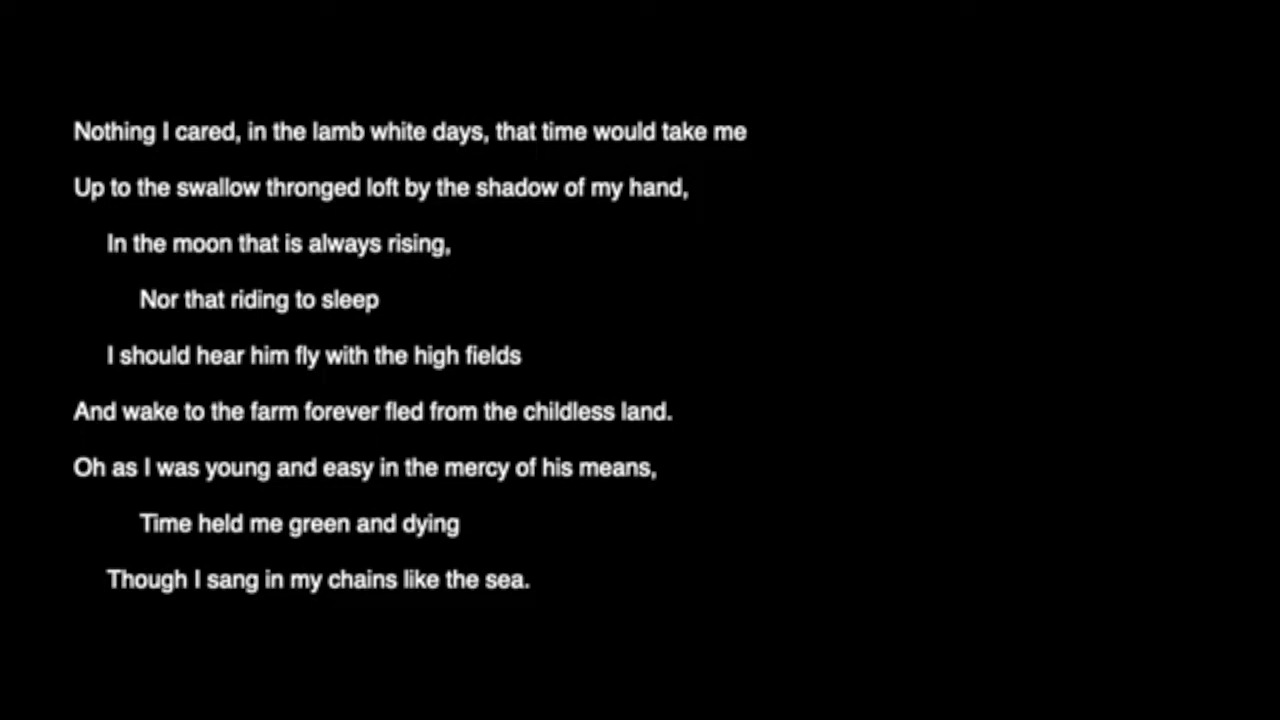 Nothing I cared, in the lamb white days, that time would take me
Up to the swallow thronged loft by the shadow of my hand,
In the moon that is always rising,
Nor that riding to sleep
I should hear him fly with the high fields
And wake to the farm forever fled from the childless land.
Oh as I was young and easy in the mercy of his means,
Time held me green and dying
Though I sang in my chains like the sea.